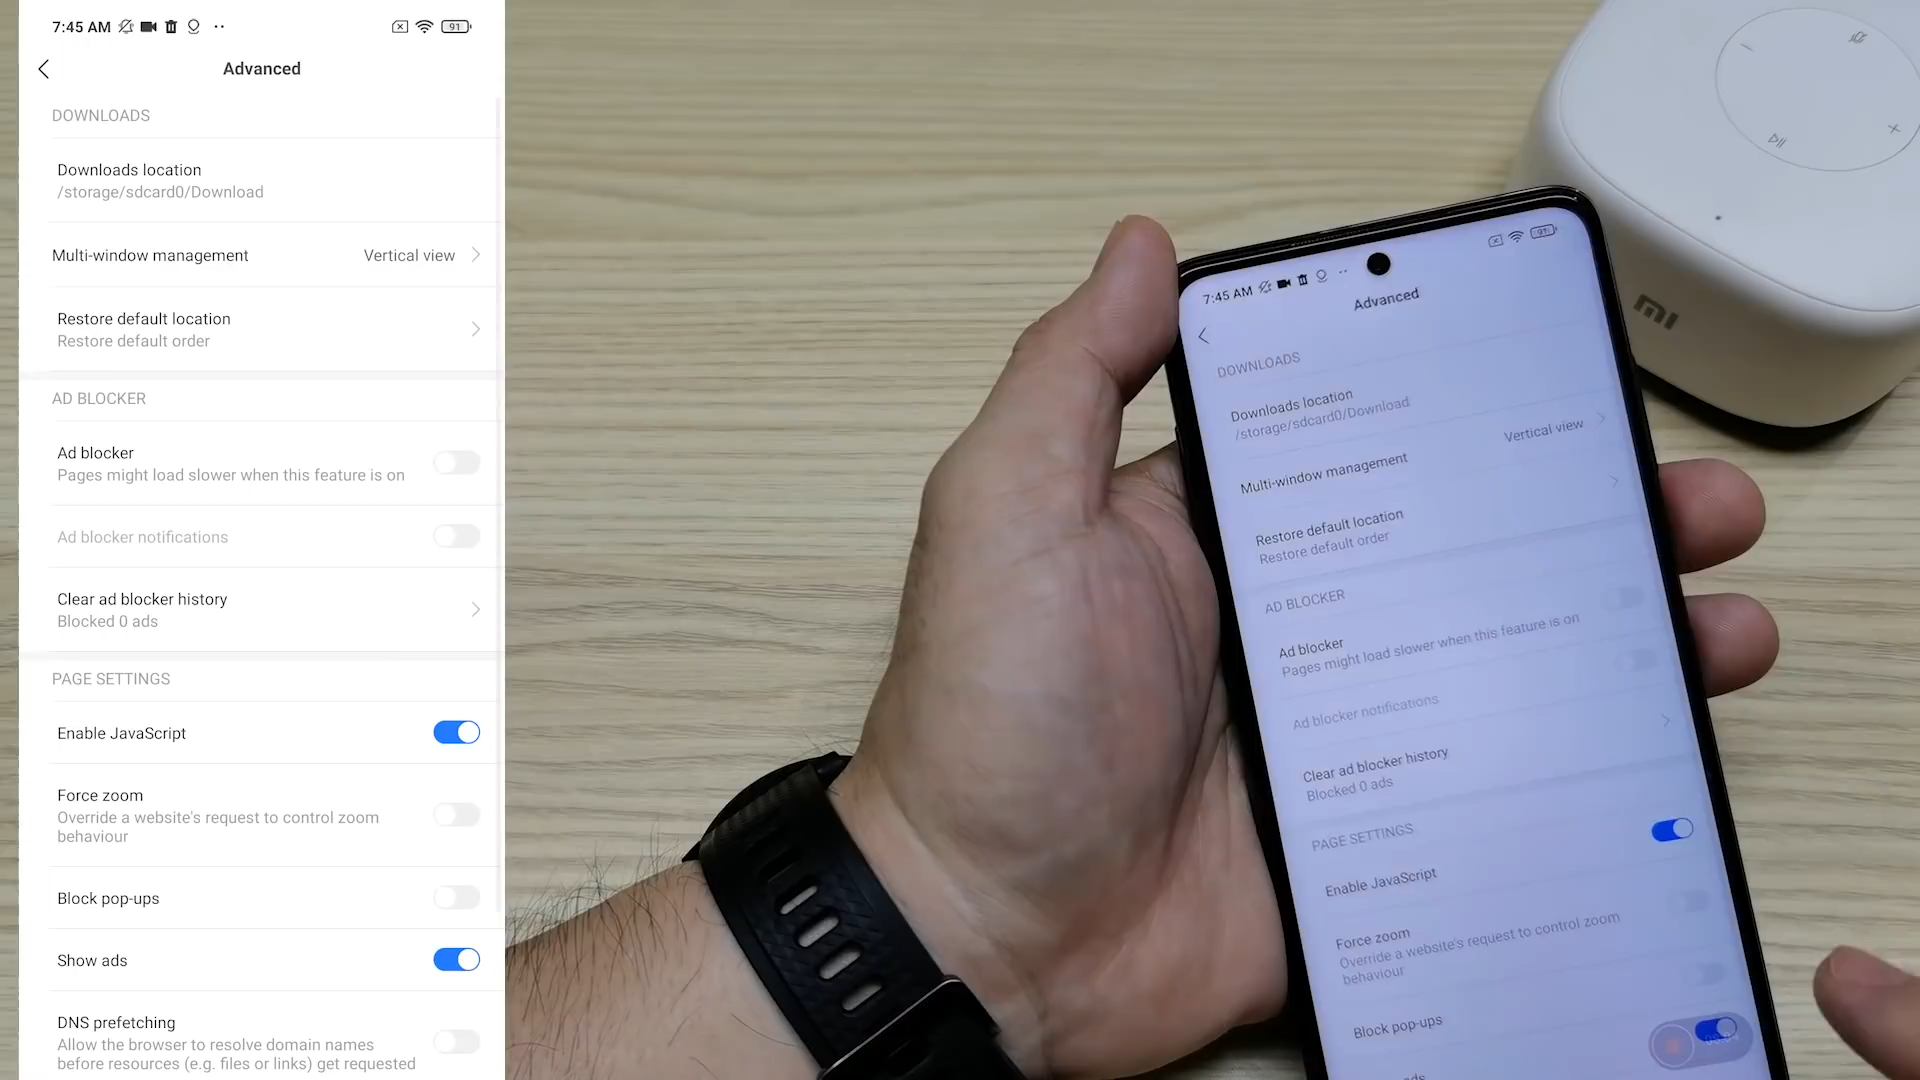 7:45 AM
91
Advanced
DOWNLOADS
Downloads location
/storage/sdcard0/Download
Multi-window management Vertical view
Restore default location
Restore default order
AD BLOCKER
Ad blocker
Pages might load slower when this feature is on
Ad blocker notifications
Clear ad blocker history
Blocked 0 ads
PAGE SETTINGS
Enable JavaScript
Force zoom
Override a website's request to control zoom
behaviour
Block pop-ups
Show ads
DNS prefetching
Allow the browser to resolve domain names
before resources (e.g. files or links) get requested
7:45 AM
91
Advanced
DOWNLOADS
Downloads location
/storage/sdcard0/Download
Multi-window management Vertical view
Restore default location
Restore default order
AD BLOCKER
Ad blocker
Pages might load slower when this feature is on
Ad blocker notifications
Clear ad blocker history
Blocked 0 ads
PAGE SETTINGS
Enable JavaScript
Force zoom
Override a website's request to control zoom
behaviour
Block pop-ups
ads
mi